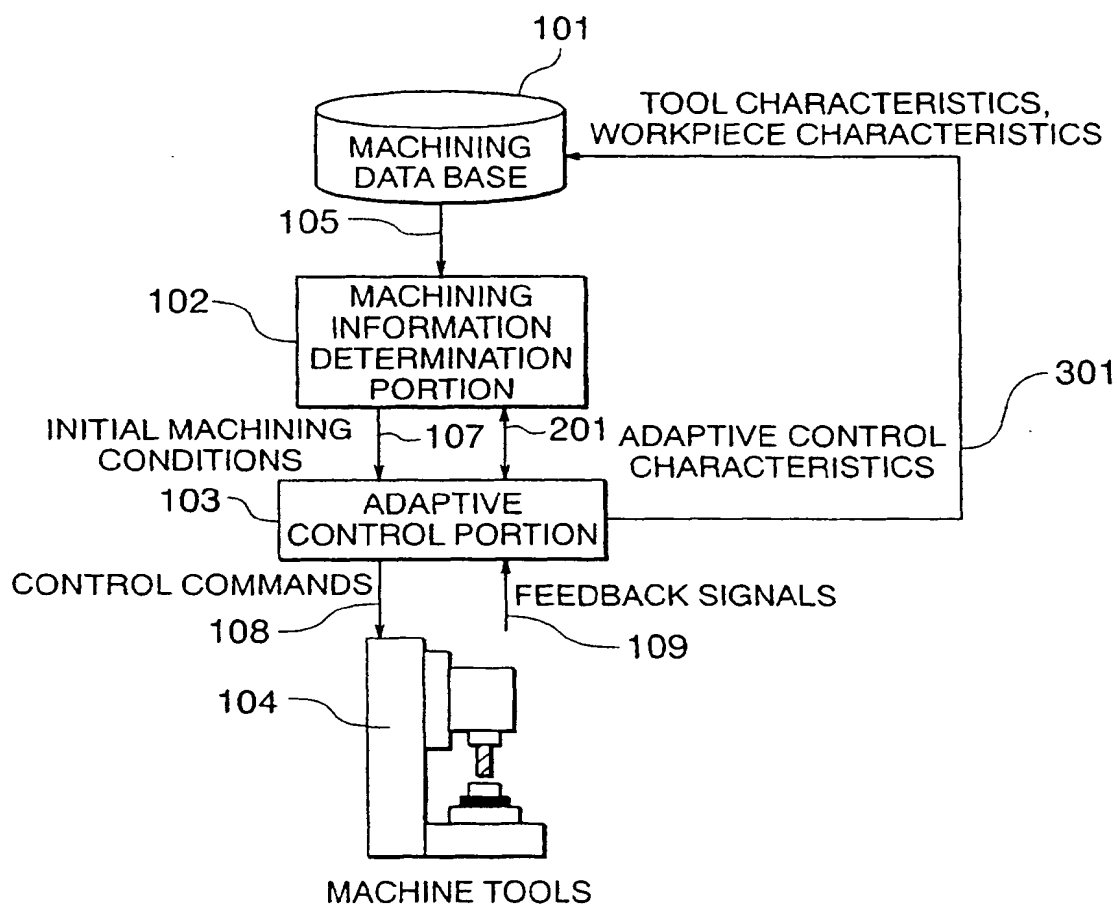 101
TOOL CHARACTERISTICS,
WORKPIECE CHARACTERISTICS
MACHINING
DATA BASE
105
102
MACHINING
INFORMATION
DETERMINATION
PORTION
301
INITIAL MACHINING
CONDITIONS
107
201
ADAPTIVE CONTROL
CHARACTERISTICS
103
ADAPTIVE
CONTROL PORTION
CONTROL COMMANDS
108
FEEDBACK SIGNALS
109
104
MACHINE TOOLS